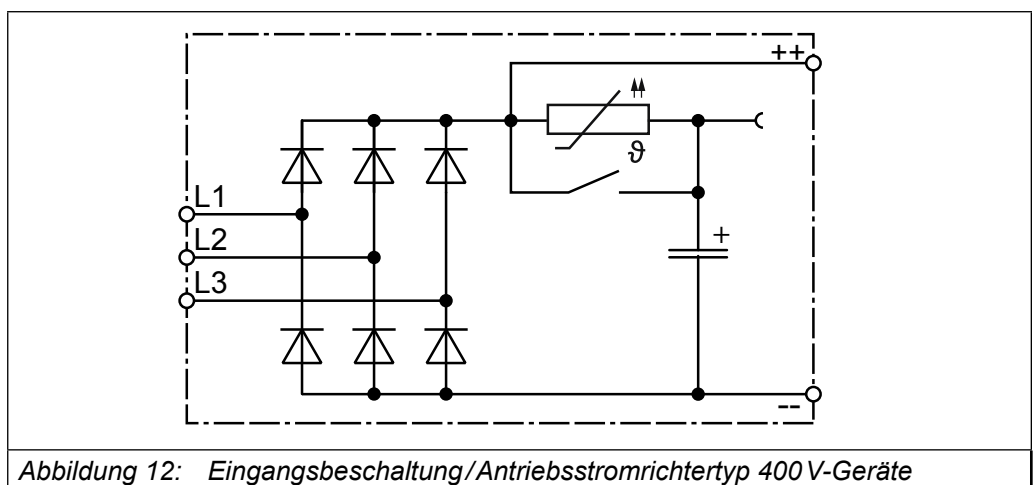 ++
ϑ
L1
+
L2
L3
--
Abbildung 12: Eingangsbeschaltung/Antriebsstromrichtertyp 400 V-Geräte